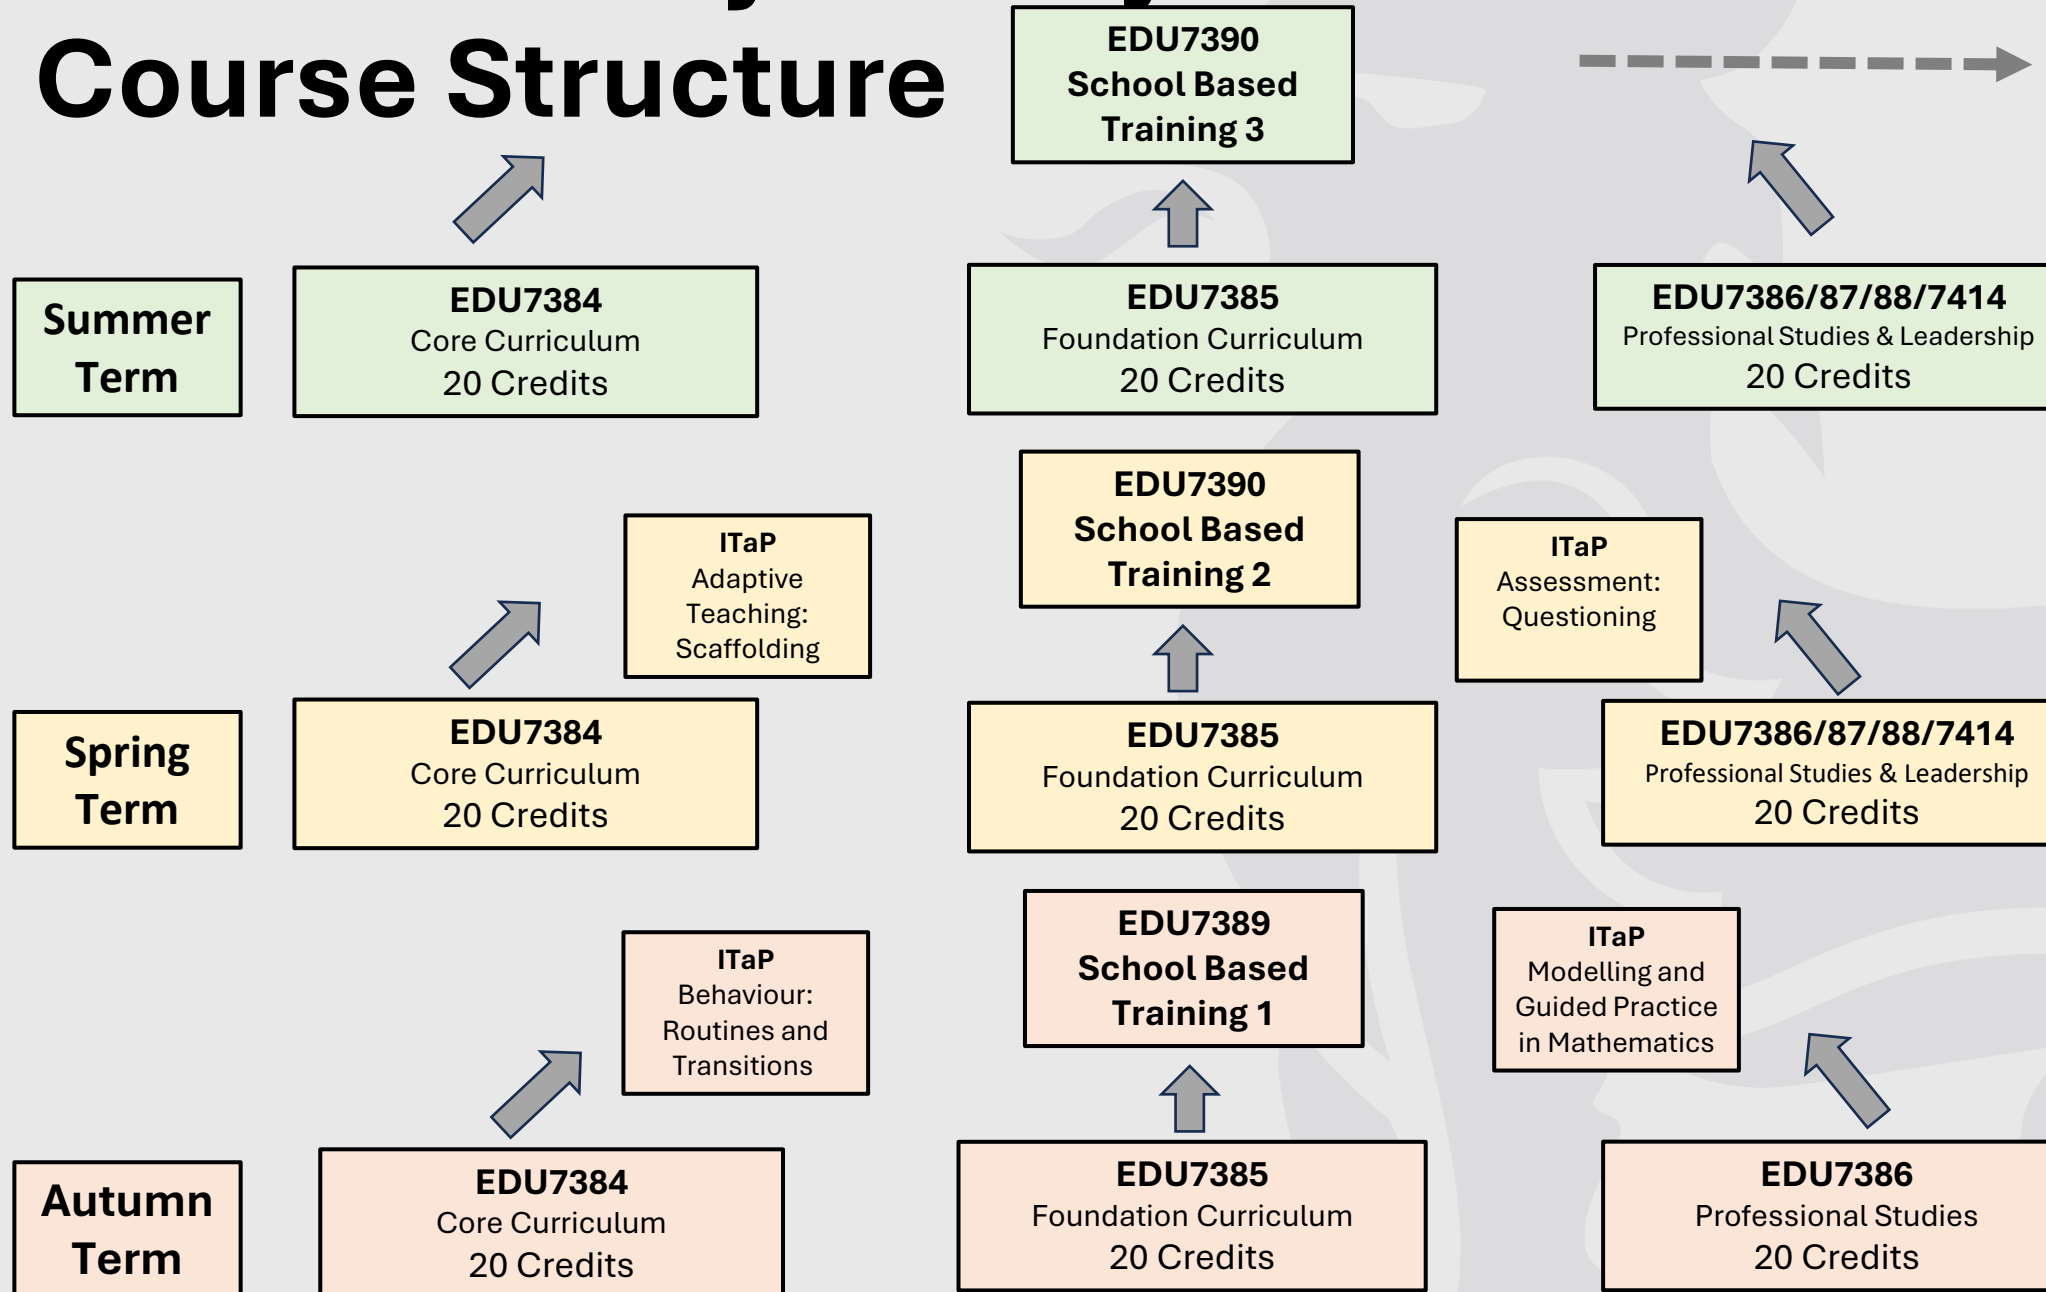 Course Structure
EDU7390
School Based
Training 3
Summer
Term
EDU7384
Core Curriculum
20 Credits
EDU7385
Foundation Curriculum
20 Credits
EDU7386/87/88/7414
Professional Studies & Leadership
20 Credits
ITaP
Adaptive
Teaching:
Scaffolding
EDU7390
School Based
Training 2
ITaP
Assessment:
Questioning
Spring
Term
EDU7384
Core Curriculum
20 Credits
EDU7385
Foundation Curriculum
20 Credits
EDU7386/87/88/7414
Professional Studies & Leadership
20 Credits
ITaP
Behaviour:
Routines and
Transitions
EDU7389
School Based
Training 1
ITaP
Modelling and
Guided Practice
in Mathematics
Autumn
Term
EDU7384
Core Curriculum
20 Credits
EDU7385
Foundation Curriculum
20 Credits
EDU7386
Professional Studies
20 Credits